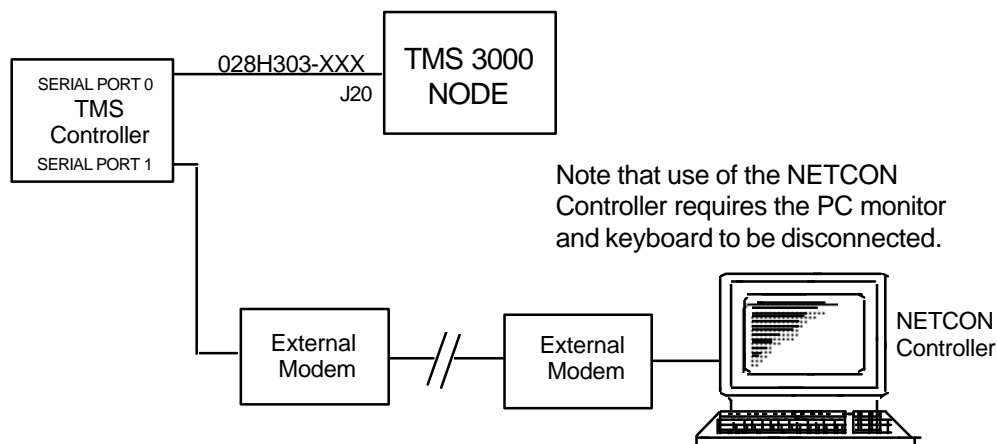 028H303-XXX
J20
TMS 3000
NODE
SERIAL PORT 0
TMS
Controller
SERIAL PORT 1
Note that use of the NETCON
Controller requires the PC monitor
and keyboard to be disconnected.
External
Modem
External
Modem
NETCON
Controller